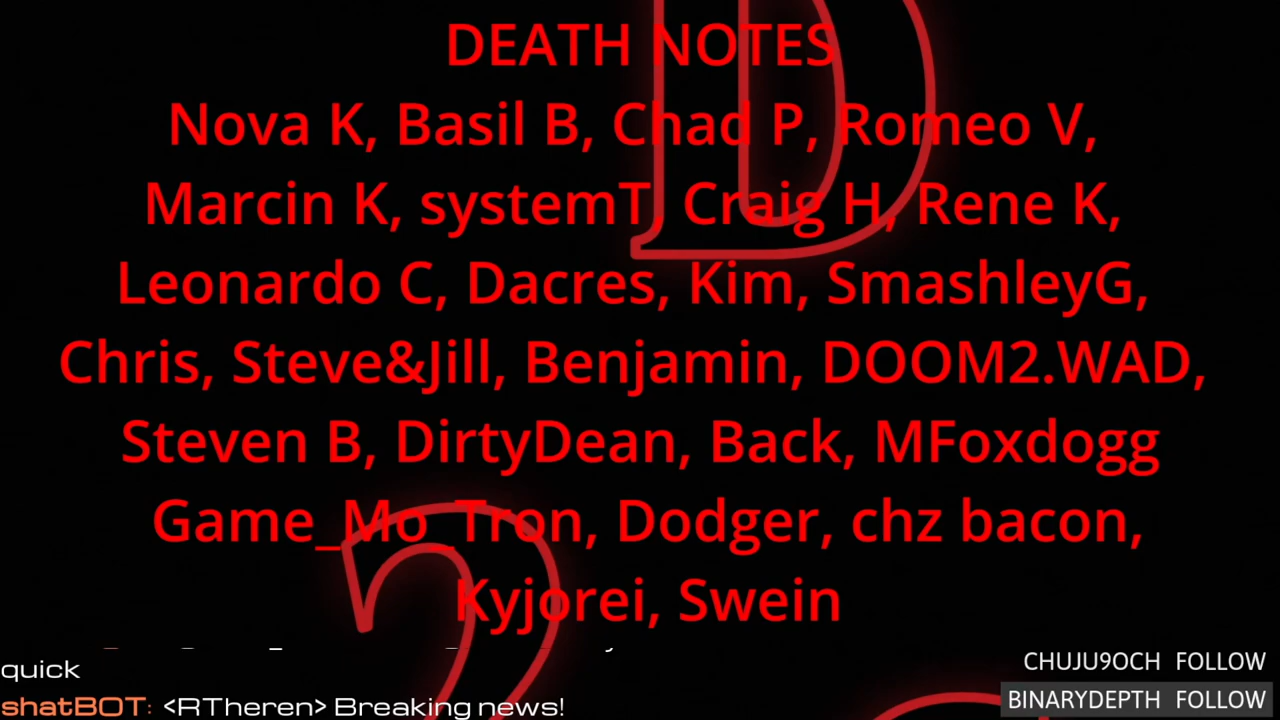 DEATH NOTES
Nova K, Basil B, Chad P, Romeo V,
Marcin K, systemT, Craig H, Rene K,
Leonardo C, Dacres, Kim, SmashleyG,
Chris, Steve&Jill, Benjamin, DOOM2.WAD,
Steven B, DirtyDean, Back, MFoxdogg
Game_Mo_Tron, Dodger, chz bacon,
Kyjorei, Swein
quick
shatBOT: <RTheren> Breaking news!
CHUJU9OCH FOLLOW
BINARYDEPTH FOLLOW